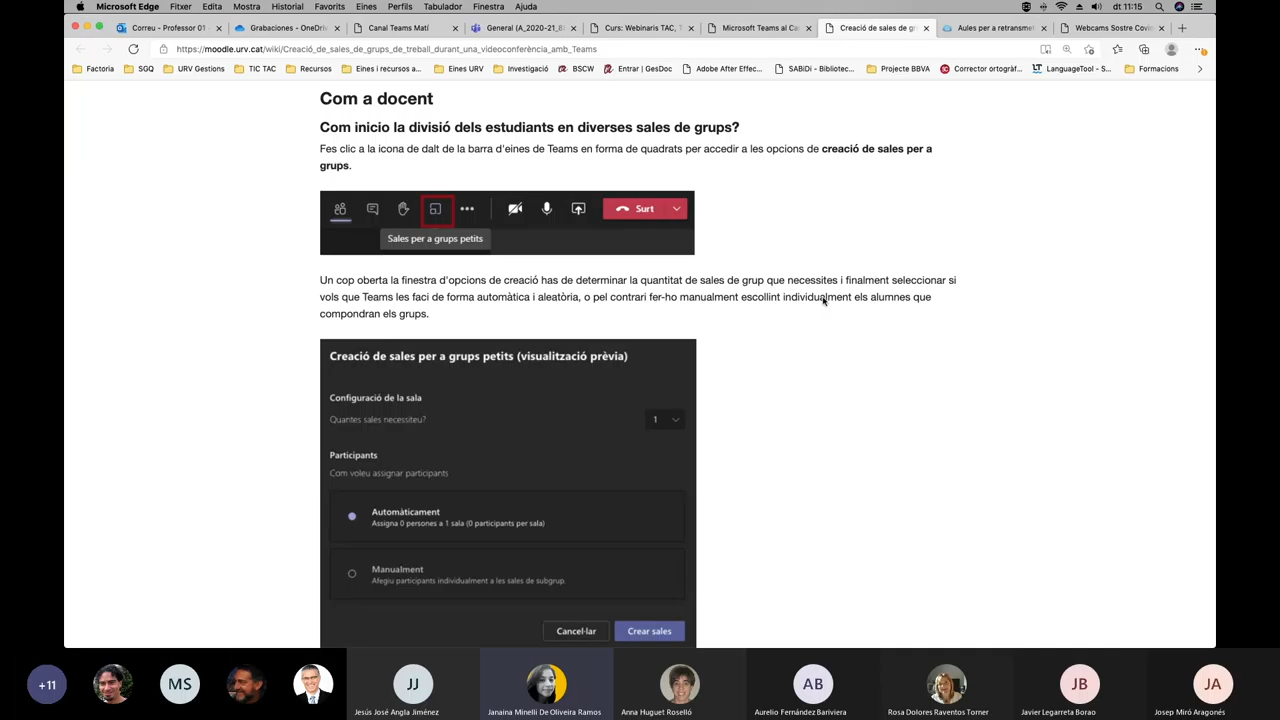 Microsoft Edge Fitxer Edita Mostra Historial Favorits Eines Perfils Tabulador Finestra Ajuda
dt 11:15
Correu - Professor 01 -
Grabaciones - OneDriv
Canal Teams Matí
General (A_2020-21_8
Curs: Webinaris TAC, T
Microsoft Teams al Ca
Creació de sales de gr
Aules per a retransmet
Webcams Sostre Covi
https://moodle.urv.cat/wiki/Creació_de_sales_de_grups_de_treball_durant_una_videoconferència_amb_Teams
Factoria SGQ URV Gestions TIC TAC Recursos Eines i recursos a... Eines URV Investigació BSCW Entrar | GesDoc Adobe After Effec... SABiDi - Bibliotec... Projecte BBVA Corrector ortogràf... LanguageTool - S... Formacions
Com a docent
Com inicio la divisió dels estudiants en diverses sales de grups?
Fes clic a la icona de dalt de la barra d'eines de Teams en forma de quadrats per accedir a les opcions de creació de sales per a
grups.
Surt
Sales per a grups petits
Un cop oberta la finestra d'opcions de creació has de determinar la quantitat de sales de grup que necessites i finalment seleccionar si
vols que Teams les faci de forma automàtica i aleatòria, o pel contrari fer-ho manualment escollint individualment els alumnes que
compondran els grups.
Creació de sales per a grups petits (visualització prèvia)
Configuració de la sala
Quantes sales necessiteu? 1
Participants
Com voleu assignar participants
Automàticament
Assigna 0 persones a 1 sala (0 participants per sala)
Manualment
Afegiu participants individualment a les sales de subgrup.
Cancel·lar Crear sales
+11 MS JJ AB JB JA
Jesús José Angla Jiménez Janaina Minelli De Oliveira Ramos Anna Huguet Roselló Aurelio Fernández Bariviera Rosa Dolores Raventos Torner Javier Legarreta Borao Josep Miró Aragonés